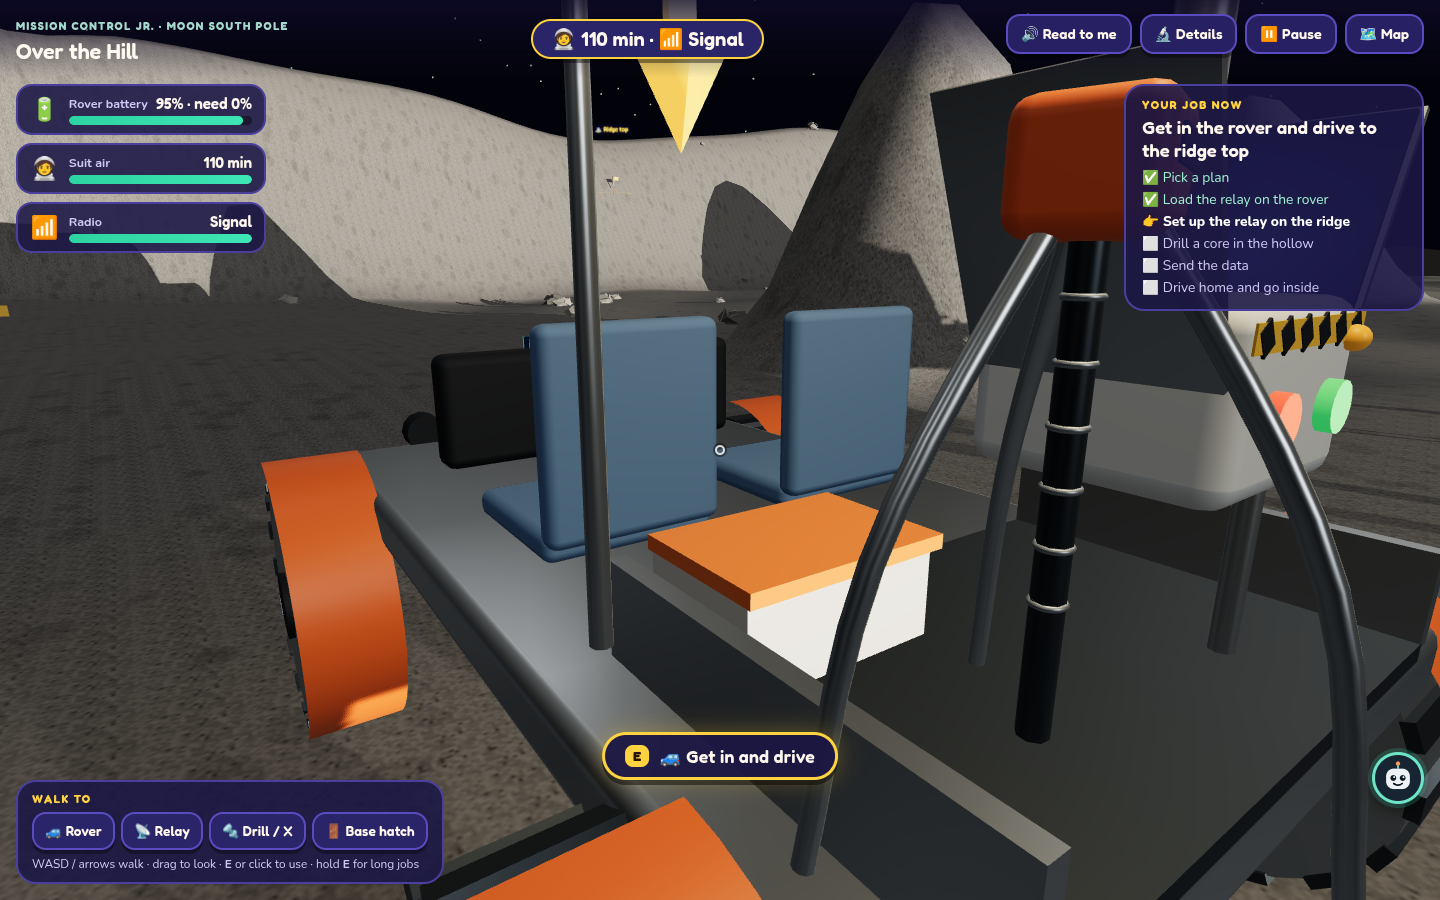 MISSION CONTROL JR. · MOON SOUTH POLE
Over the Hill
Rover battery 95% · need 0%
Suit air 110 min
Radio Signal
110 min · Signal
Read to me
Details
Pause
Map
YOUR JOB NOW
Get in the rover and drive to
the ridge top
Pick a plan
Load the relay on the rover
Set up the relay on the ridge
Drill a core in the hollow
Send the data
Drive home and go inside
Ridge top
E Get in and drive
WALK TO
Rover
Relay
Drill / X
Base hatch
WASD / arrows walk · drag to look · E or click to use · hold E for long jobs